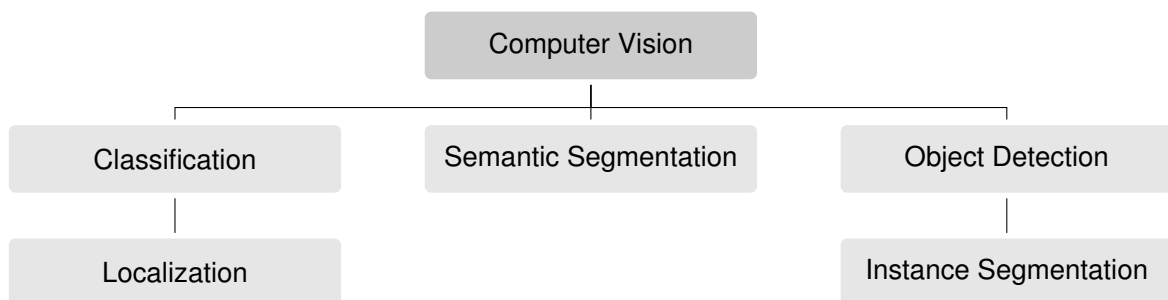 Computer Vision
Classification
Semantic Segmentation
Object Detection
Localization
Instance Segmentation